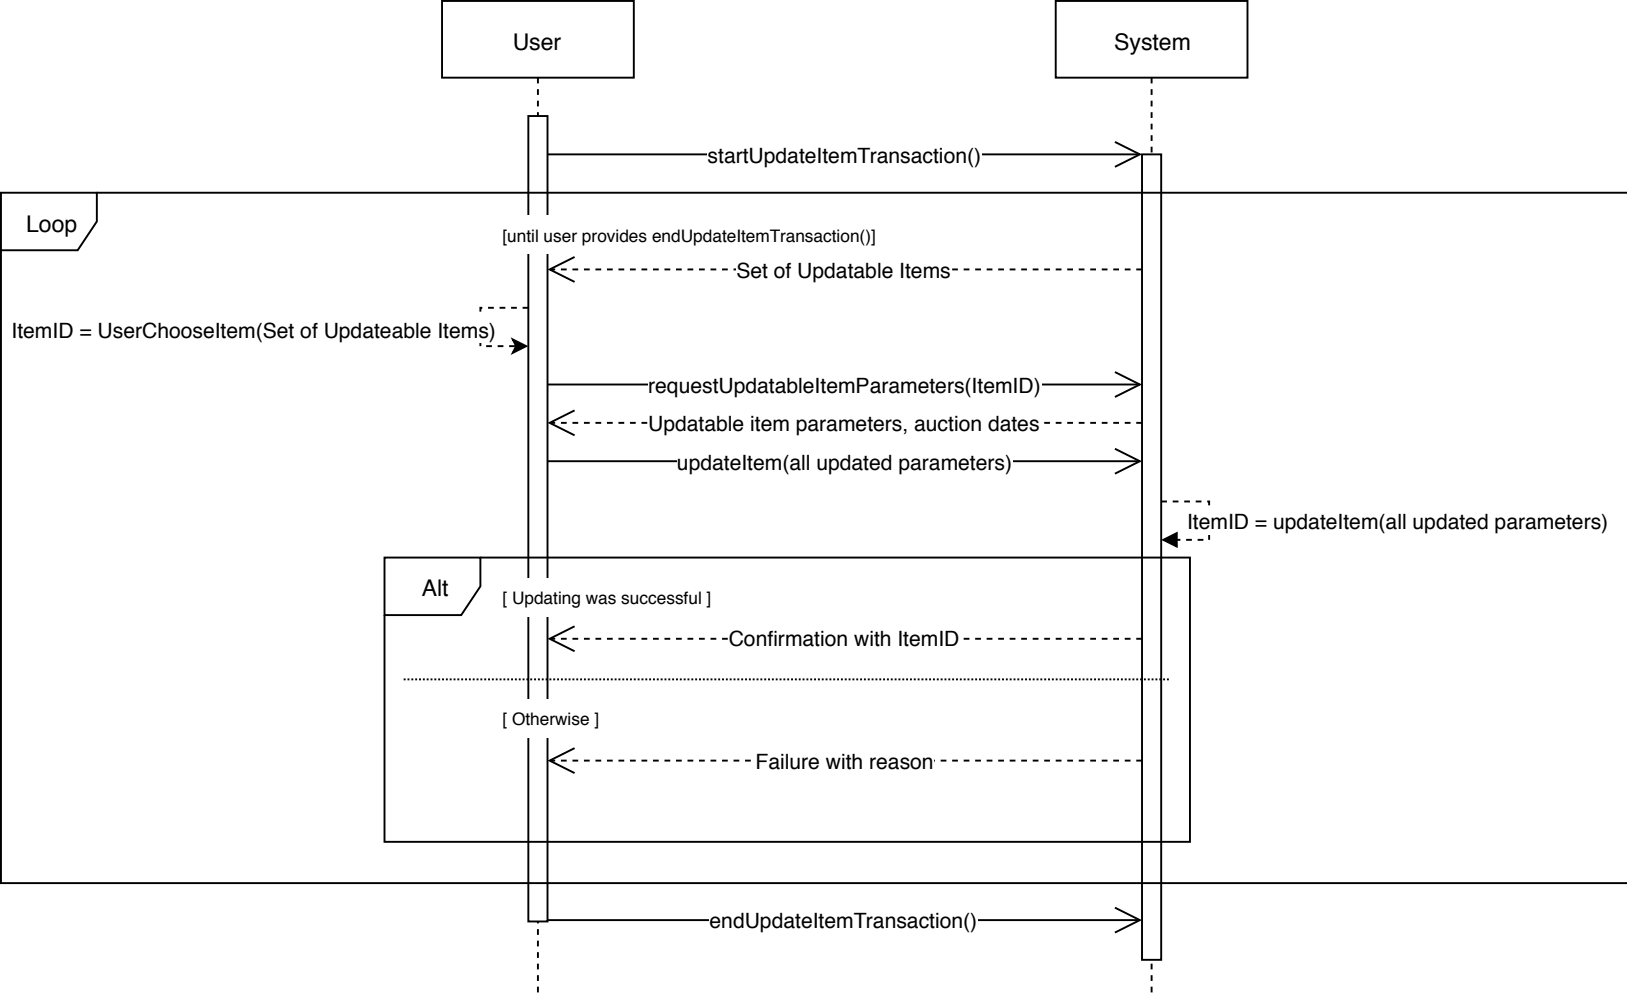 User
System
startUpdateItemTransaction()
Loop
[until user provides endUpdateItemTransaction()]
Set of Updatable Items
ItemID = UserChooseItem(Set of Updateable Items)
requestUpdatableItemParameters(ItemID)
Updatable item parameters, auction dates
updateItem(all updated parameters)
ItemID = updateItem(all updated parameters)
Alt
[ Updating was successful ]
Confirmation with ItemID
[ Otherwise ]
Failure with reason
endUpdateItemTransaction()